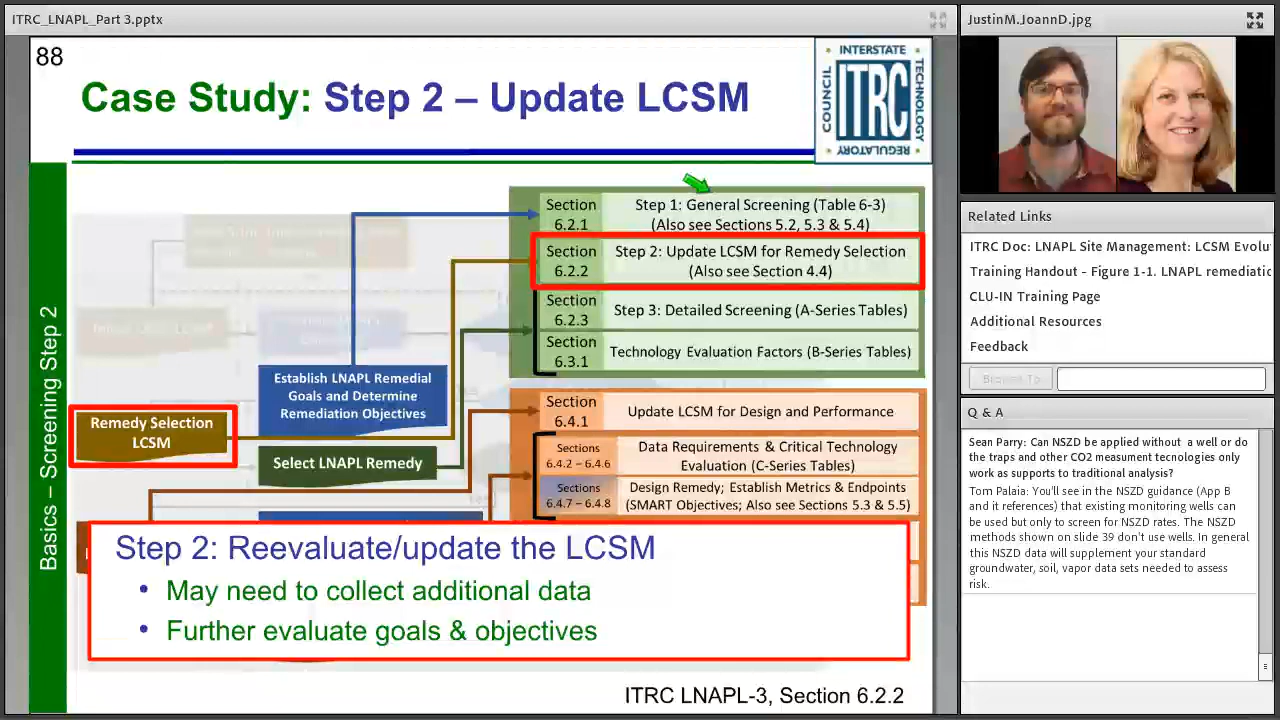 ITRC_LNAPL_Part 3.pptx
88
Case Study: Step 2 – Update LCSM
INTERSTATE
COUNCIL
ITRC
TECHNOLOGY
REGULATORY
Basics – Screening Step 2
Section
6.2.1
Step 1: General Screening (Table 6-3)
(Also see Sections 5.2, 5.3 & 5.4)
Section
6.2.2
Step 2: Update LCSM for Remedy Selection
(Also see Section 4.4)
Section
6.2.3
Step 3: Detailed Screening (A-Series Tables)
Section
6.3.1
Technology Evaluation Factors (B-Series Tables)
Establish LNAPL Remedial
Goals and Determine
Remediation Objectives
Remedy Selection
LCSM
Select LNAPL Remedy
Section
6.4.1
Update LCSM for Design and Performance
Sections
6.4.2 – 6.4.6
Data Requirements & Critical Technology
Evaluation (C-Series Tables)
Sections
6.4.7 – 6.4.8
Design Remedy; Establish Metrics & Endpoints
(SMART Objectives; Also see Sections 5.3 & 5.5)
Step 2: Reevaluate/update the LCSM
• May need to collect additional data
• Further evaluate goals & objectives
ITRC LNAPL-3, Section 6.2.2
JustinM.JoannD.jpg
Related Links
ITRC Doc: LNAPL Site Management: LCSM Evolu
Training Handout - Figure 1-1. LNAPL remediatic
CLU-IN Training Page
Additional Resources
Feedback
Browse To
Q & A
Sean Parry: Can NSZD be applied without a well or do
the traps and other CO2 measument tecnologies only
work as supports to traditional analysis?
Tom Palaia: You'll see in the NSZD guidance (App B
and it references) that existing monitoring wells can
be used but only to screen for NSZD rates. The NSZD
methods shown on slide 39 don't use wells. In general
this NSZD data will supplement your standard
groundwater, soil, vapor data sets needed to assess
risk.